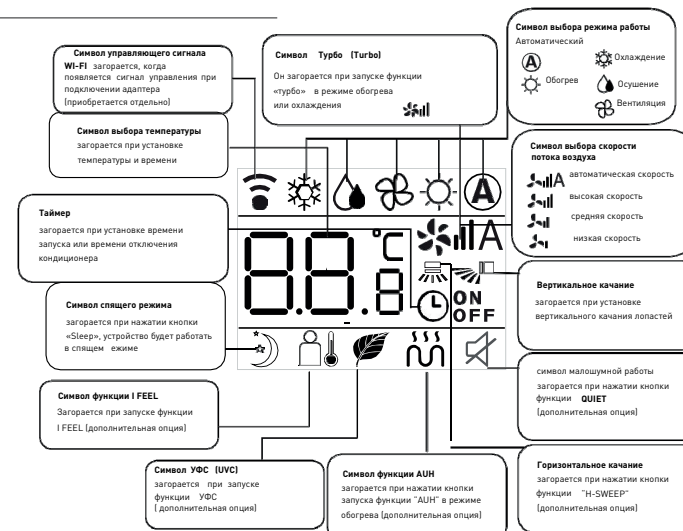 Символ управляющего сигнала
WI-FI загорается, когда
появляется сигнал управления при
подключении адаптера
(приобретается отдельно)
Символ Турбо (Turbo)
Он загорается при запуске функции
«турбо» в режиме обогрева
или охлаждения
Символ выбора режима работы
Автоматический
A
Охлаждение
Обогрев
Осушение
Вентиляция
Символ выбора температуры
загорается при установке
температуры и времени
Символ выбора скорости
потока воздуха
A автоматическая скорость
высокая скорость
средняя скорость
низкая скорость
Таймер
загорается при установке времени
запуска или времени отключения
кондиционера
A
88.8
°C
A
ON
OFF
Вертикальное качание
загорается при установке
вертикального качания лопастей
Символ спящего режима
загорается при нажатии кнопки
«Sleep», устройство будет работать
в спящем ежиме
символ малошумной работы
загорается при нажатии кнопки
функции QUIET
(дополнительная опция)
Символ функции I FEEL
Загорается при запуске функции
I FEEL (дополнительная опция)
Символ УФС (UVC)
загорается при запуске
функции УФС
( дополнительная опция)
Символ функции AUH
загорается при нажатии кнопки
запуска функции "AUH" в режиме
обогрева (дополнительная опция)
Горизонтальное качание
загорается при нажатии кнопки
функции "H-SWEEP"
(дополнительная опция)